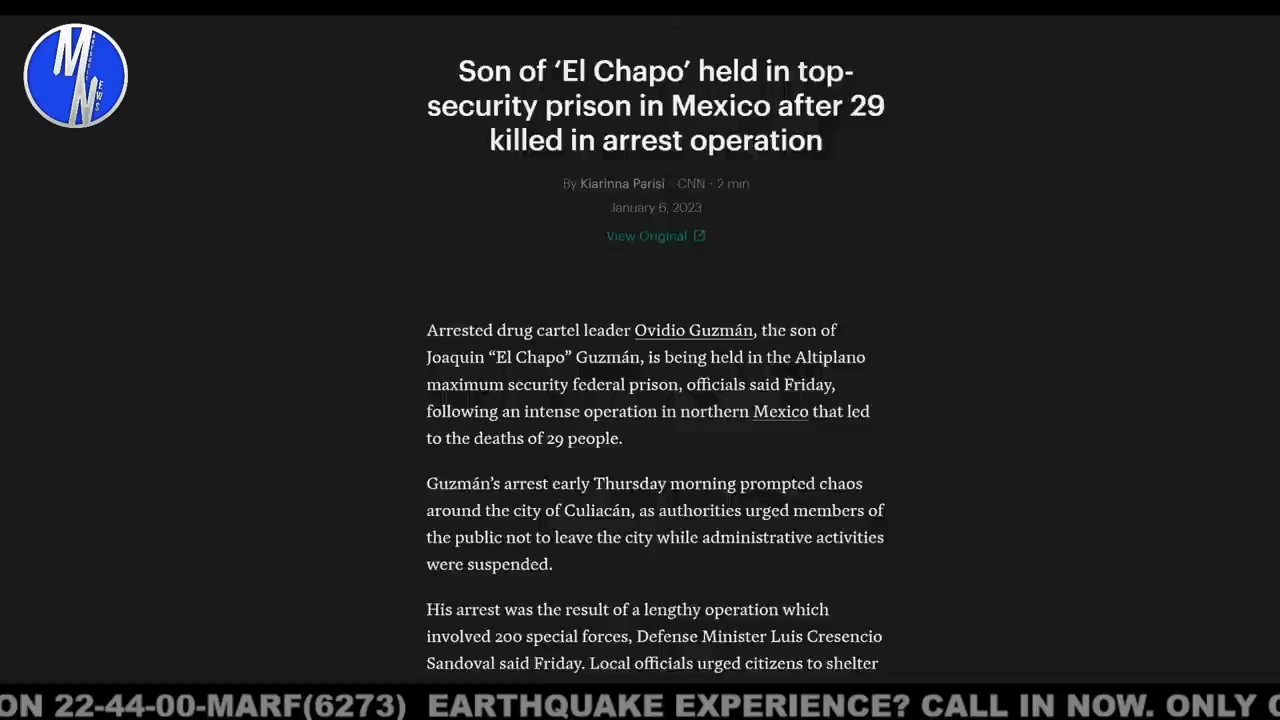 Son of ‘El Chapo’ held in top-
security prison in Mexico after 29
killed in arrest operation
By Kiarinna Parisi CNN · 2 min
January 6, 2023
View Original
Arrested drug cartel leader Ovidio Guzmán, the son of
Joaquin “El Chapo” Guzmán, is being held in the Altiplano
maximum security federal prison, officials said Friday,
following an intense operation in northern Mexico that led
to the deaths of 29 people.
Guzmán’s arrest early Thursday morning prompted chaos
around the city of Culiacán, as authorities urged members of
the public not to leave the city while administrative activities
were suspended.
His arrest was the result of a lengthy operation which
involved 200 special forces, Defense Minister Luis Cresencio
Sandoval said Friday. Local officials urged citizens to shelter
ON 22-44-00-MARF(6273) EARTHQUAKE EXPERIENCE? CALL IN NOW. ONLY